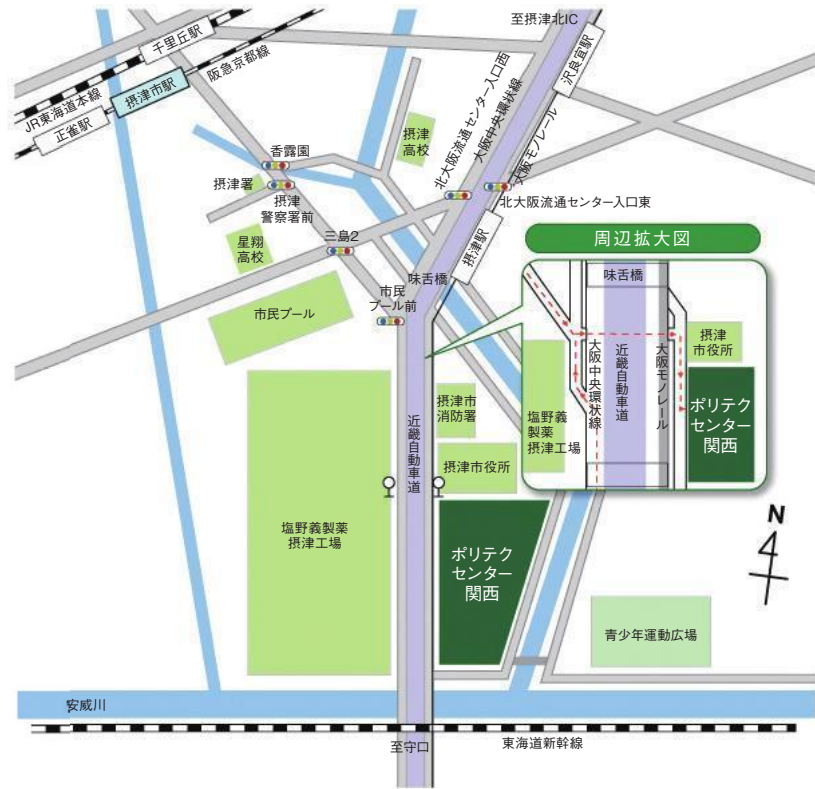 至摂津北IC
千里丘駅
沢良宜駅
阪急京都線
摂津市駅
JR東海道本線
正雀駅
北大阪流通センター入口西
大阪中央環状線
大阪モノレール
摂津
高校
香露園
摂津署
摂津
警察署前
北大阪流通センター入口東
星翔
高校
三島2
摂津駅
周辺拡大図
味舌橋
味舌橋
市民
プール前
市民プール
摂津
市役所
大阪中央環状線
近畿自動車道
大阪モノレール
塩野義
製薬
摂津工場
ポリテク
センター
関西
摂津市
消防署
近畿自動車道
摂津市役所
塩野義製薬
摂津工場
ポリテク
センター
関西
N
青少年運動広場
安威川
至守口
東海道新幹線